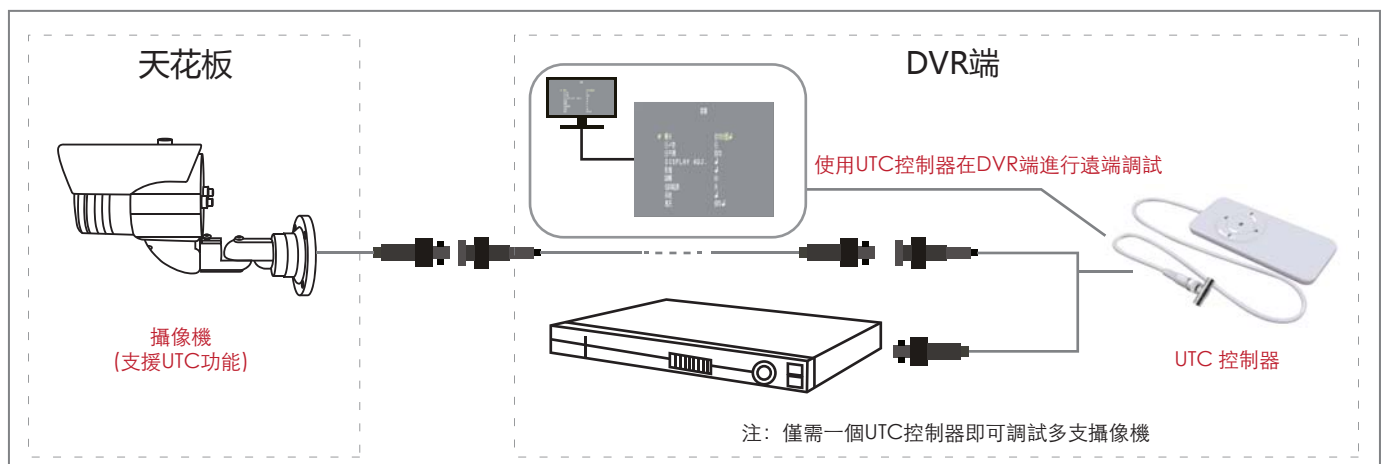 天花板
DVR端
DISPLAY ADJ.
使用UTC控制器在DVR端進行遠端調試
攝像機
(支援UTC功能)
UTC 控制器
注：僅需一個UTC控制器即可調試多支攝像機